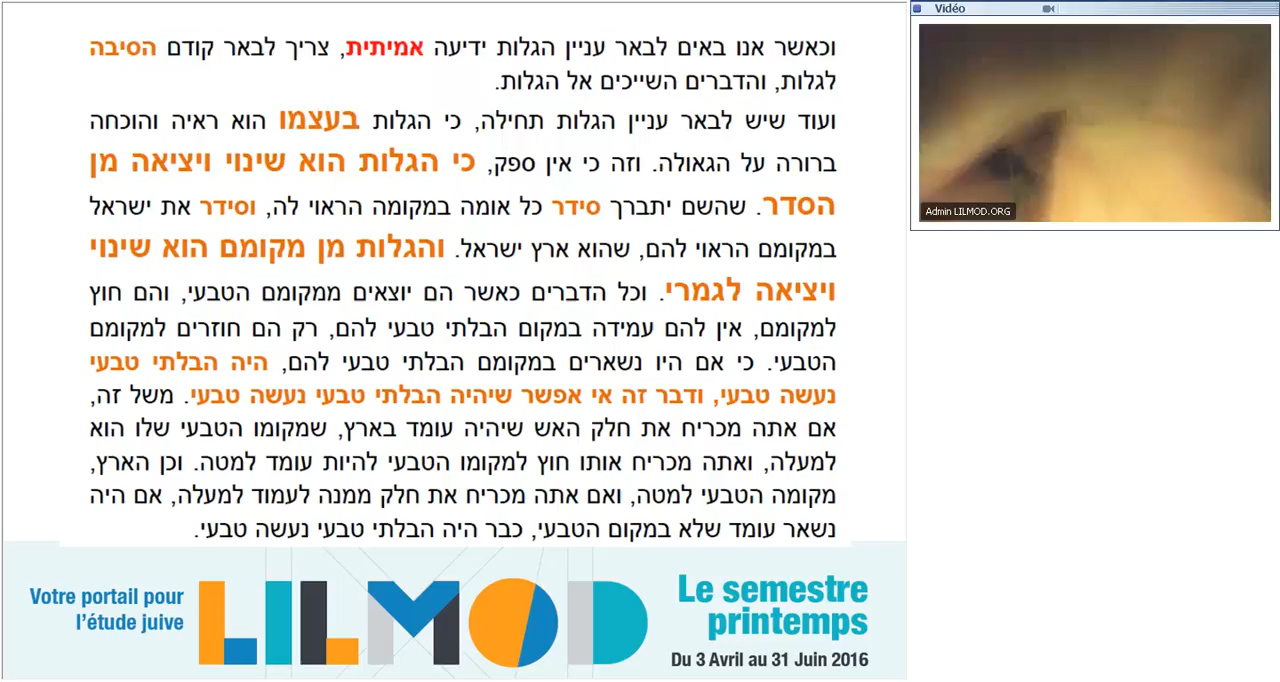 וכאשר אנו באים לבאר עניין הגלות ידיעה אמיתית, צריך לבאר קודם הסיבה
לגלות, והדברים השייכים אל הגלות.
ועוד שיש לבאר עניין הגלות תחילה, כי הגלות בעצמו הוא ראיה והוכחה
ברורה על הגאולה. וזה כי אין ספק, כי הגלות הוא שינוי ויציאה מן
הסדר. שהשם יתברך סידר כל אומה במקומה הראוי לה, וסידר את ישראל
במקומם הראוי להם, שהוא ארץ ישראל. והגלות מן מקומם הוא שינוי
ויציאה לגמרי. וכל הדברים כאשר הם יוצאים ממקומם הטבעי, והם חוץ
למקומם, אין להם עמידה במקום הבלתי טבעי להם, רק הם חוזרים למקומם
הטבעי. כי אם היו נשארים במקומם הבלתי טבעי להם, היה הבלתי טבעי
נעשה טבעי, ודבר זה אי אפשר שיהיה הבלתי טבעי נעשה טבעי. משל זה,
אם אתה מכריח את חלק האש שיהיה עומד בארץ, שמקומו הטבעי שלו הוא
למעלה, ואתה מכריח אותו חוץ למקומו הטבעי להיות עומד למטה. וכן הארץ,
מקומה הטבעי למטה, ואם אתה מכריח את חלק ממנה לעמוד למעלה, אם היה
נשאר עומד שלא במקום הטבעי, כבר היה הבלתי טבעי נעשה טבעי.
Vidéo
Admin LILMOD.ORG
Votre portail pour
l'étude juive
LILMOD
Le semestre
printemps
Du 3 Avril au 31 Juin 2016